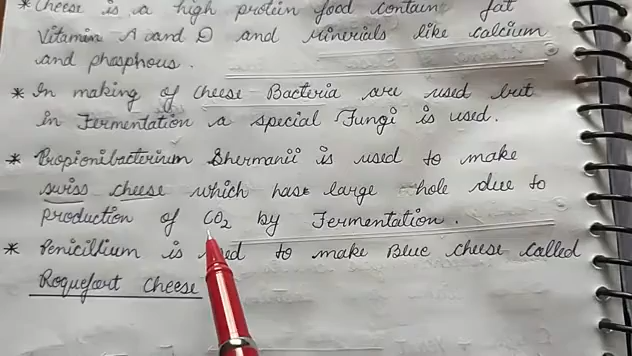 * Cheese is a high protein food contain fat
Vitamin A and D and Minerials like calcium
and phosphous.
* In making of cheese Bacteria are used but
in Fermentation a special Fungi is used.
* Propionibacterium Shermanii is used to make
swiss cheese which has large hole due to
production of CO2 by Fermentation.
* Penicillium is used to make Blue cheese called
Roquefort cheese